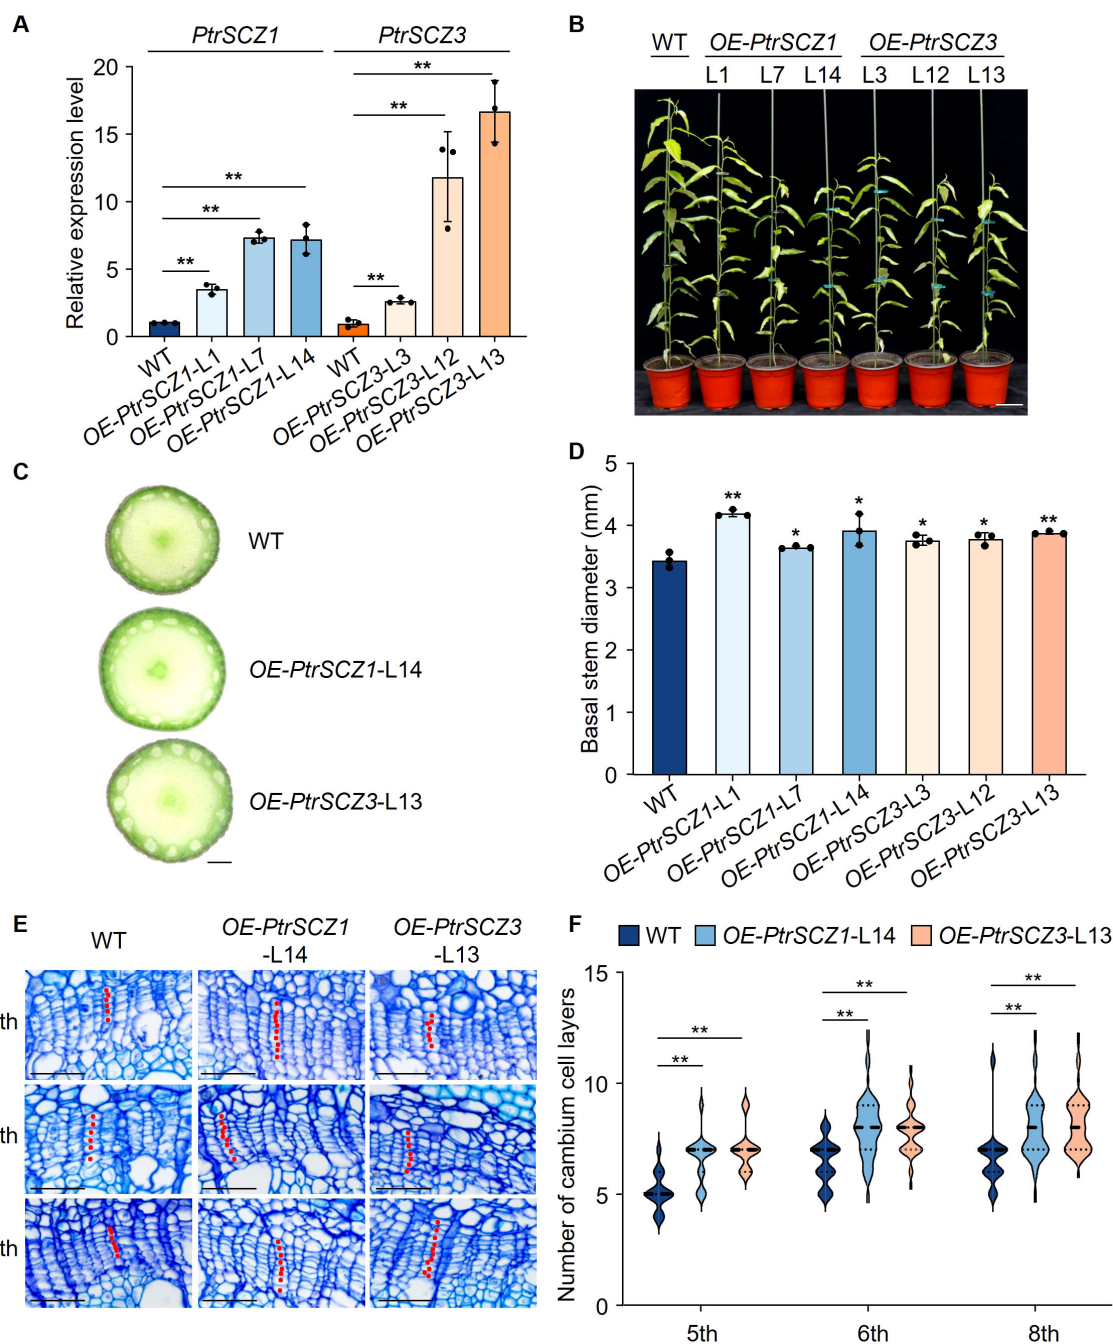 A
PtrSCZ1 PtrSCZ3
Relative expression level
20
15
10
5
0
** ** ** ** ** **
WT OE-PtrSCZ1-L1 OE-PtrSCZ1-L7 OE-PtrSCZ1-L14 WT OE-PtrSCZ3-L3 OE-PtrSCZ3-L12 OE-PtrSCZ3-L13
B
WT OE-PtrSCZ1 OE-PtrSCZ3
L1 L7 L14 L3 L12 L13
C
WT
OE-PtrSCZ1-L14
OE-PtrSCZ3-L13
D
Basal stem diameter (mm)
5
4
3
2
1
0
** * * * * **
WT OE-PtrSCZ1-L1 OE-PtrSCZ1-L7 OE-PtrSCZ1-L14 OE-PtrSCZ3-L3 OE-PtrSCZ3-L12 OE-PtrSCZ3-L13
E
WT OE-PtrSCZ1 OE-PtrSCZ3
-L14 -L13
th
th
th
F
WT OE-PtrSCZ1-L14 OE-PtrSCZ3-L13
Number of cambium cell layers
15
10
5
0
** ** ** ** ** **
5th 6th 8th